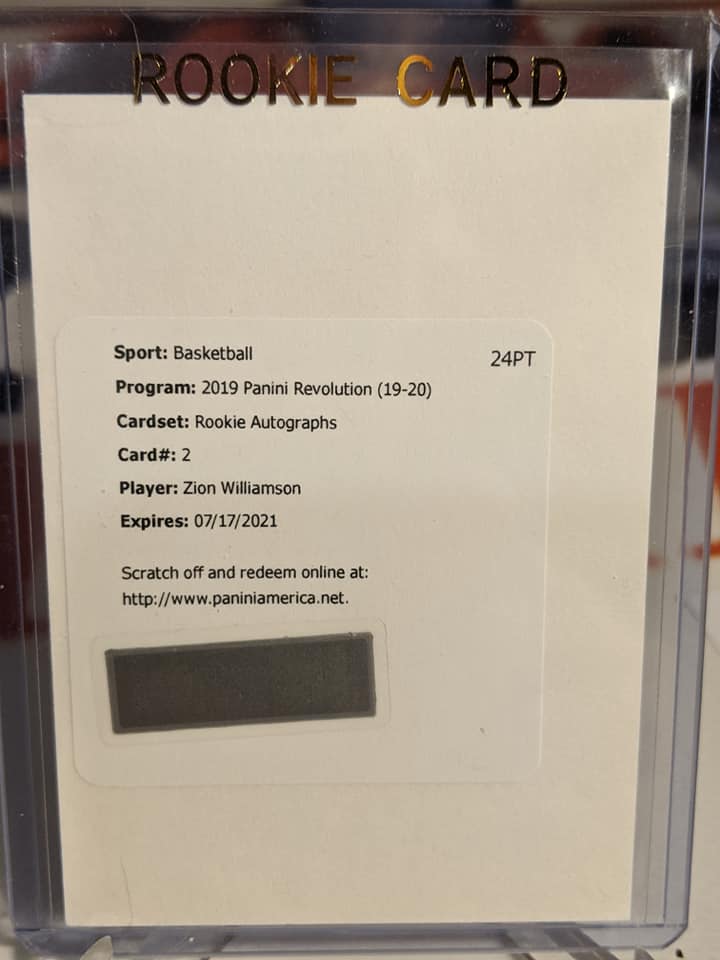 ROOKIE CARD
Sport: Basketball
24PT
Program: 2019 Panini Revolution (19-20)
Cardset: Rookie Autographs
Card#: 2
Player: Zion Williamson
Expires: 07/17/2021
Scratch off and redeem online at:
http://www.paniniamerica.net.